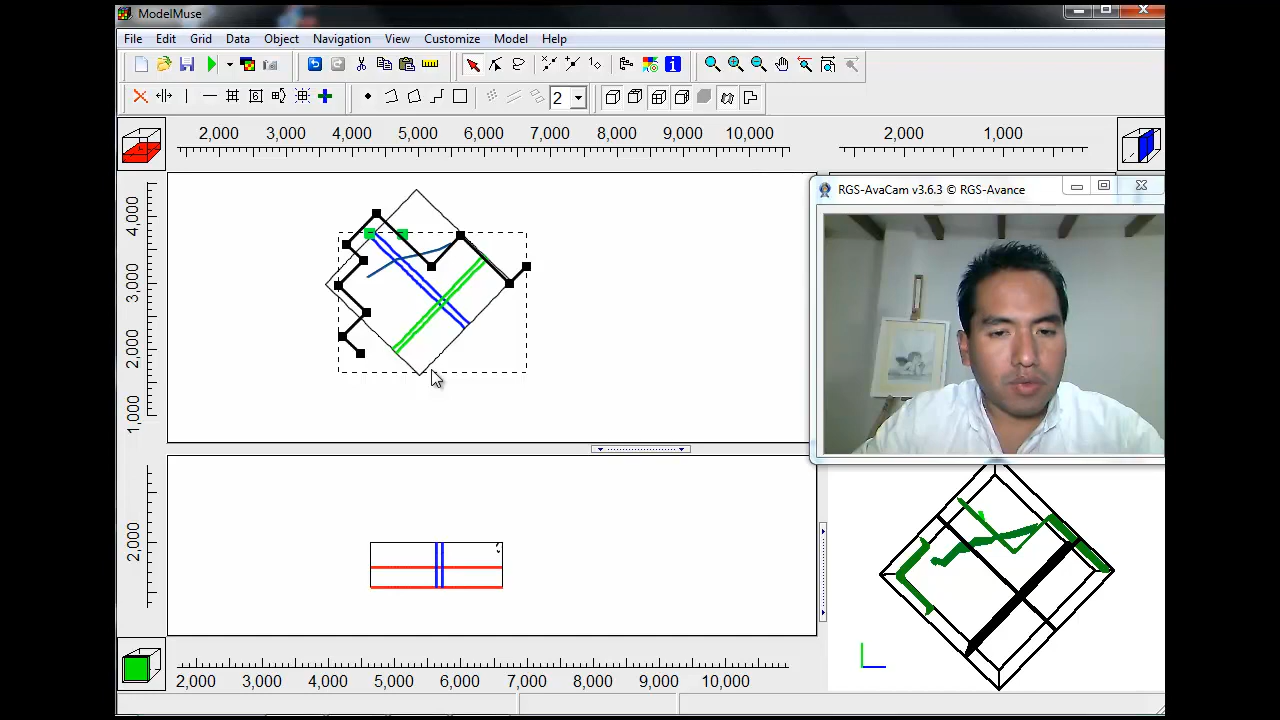 ModelMuse
File Edit Grid Data Object Navigation View Customize Model Help
2
2,000 3,000 4,000 5,000 6,000 7,000 8,000 9,000 10,000
2,000 1,000
RGS-AvaCam v3.6.3 © RGS-Avance
4,000
3,000
2,000
1,000
2,000
2,000 3,000 4,000 5,000 6,000 7,000 8,000 9,000 10,000